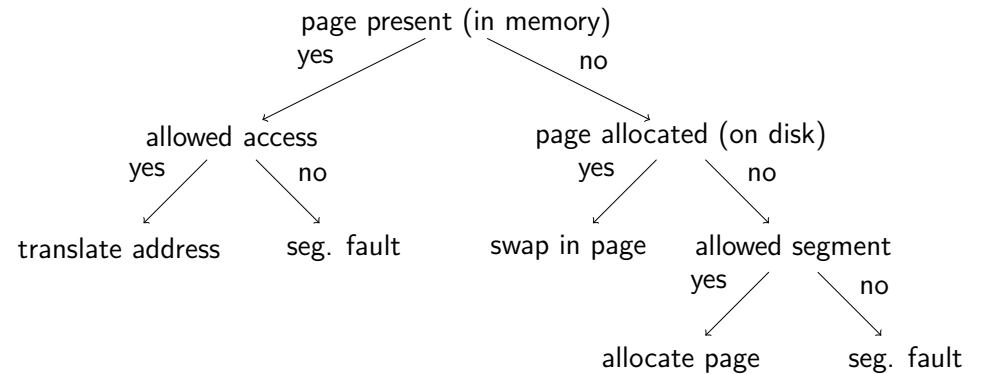 page present (in memory)
yes
no
allowed access
page allocated (on disk)
yes
no
yes
no
translate address
seg. fault
swap in page
allowed segment
yes
no
allocate page
seg. fault